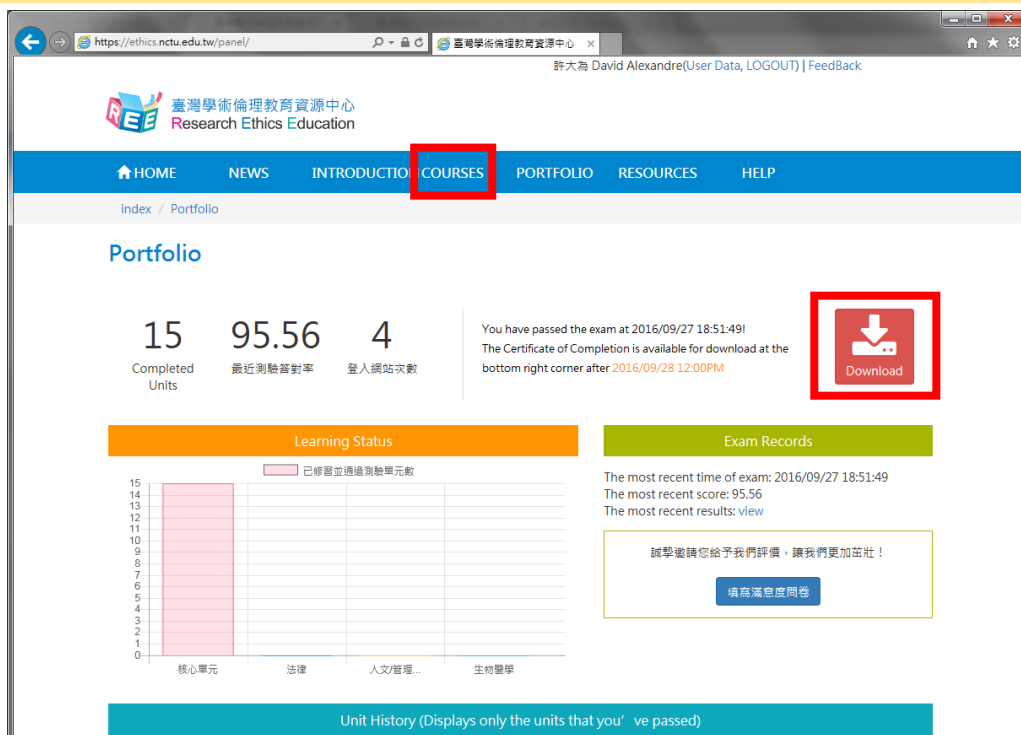 https://ethics.nctu.edu.tw/panel/
臺灣學術倫理教育資源中心
許大為 David Alexandre(User Data, LOGOUT) | FeedBack
REE
臺灣學術倫理教育資源中心
Research Ethics Education
HOME NEWS INTRODUCTION COURSES PORTFOLIO RESOURCES HELP
index / Portfolio
Portfolio
15 95.56 4
Completed Units 最近測驗答對率 登入網站次數
You have passed the exam at 2016/09/27 18:51:49!
The Certificate of Completion is available for download at the
bottom right corner after 2016/09/28 12:00PM
Download
Learning Status
已修習並通過測驗單元數
15
14
13
12
11
10
9
8
7
6
5
4
3
2
1
0
核心單元 法律 人文/管理... 生物醫學
Exam Records
The most recent time of exam: 2016/09/27 18:51:49
The most recent score: 95.56
The most recent results: view
誠摯邀請您給予我們評價，讓我們更加茁壯！
填寫滿意度問卷
Unit History (Displays only the units that you' ve passed)